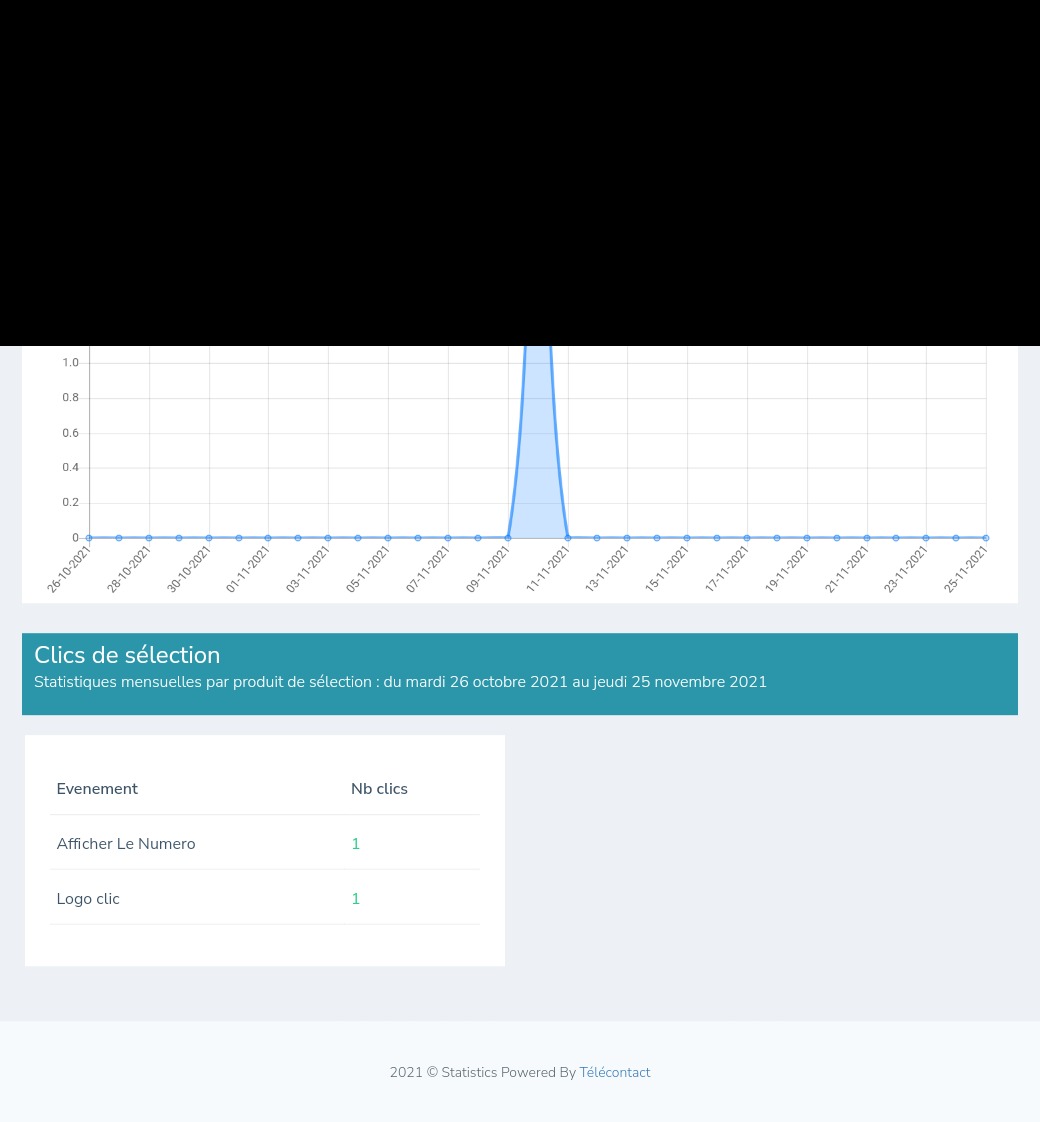 1.0
0.8
0.6
0.4
0.2
0
26-10-2021 28-10-2021 30-10-2021 01-11-2021 03-11-2021 05-11-2021 07-11-2021 09-11-2021 11-11-2021 13-11-2021 15-11-2021 17-11-2021 19-11-2021 21-11-2021 23-11-2021 25-11-2021
Clics de sélection
Statistiques mensuelles par produit de sélection : du mardi 26 octobre 2021 au jeudi 25 novembre 2021
Evenement Nb clics
Afficher Le Numero 1
Logo clic 1
2021 © Statistics Powered By Télécontact